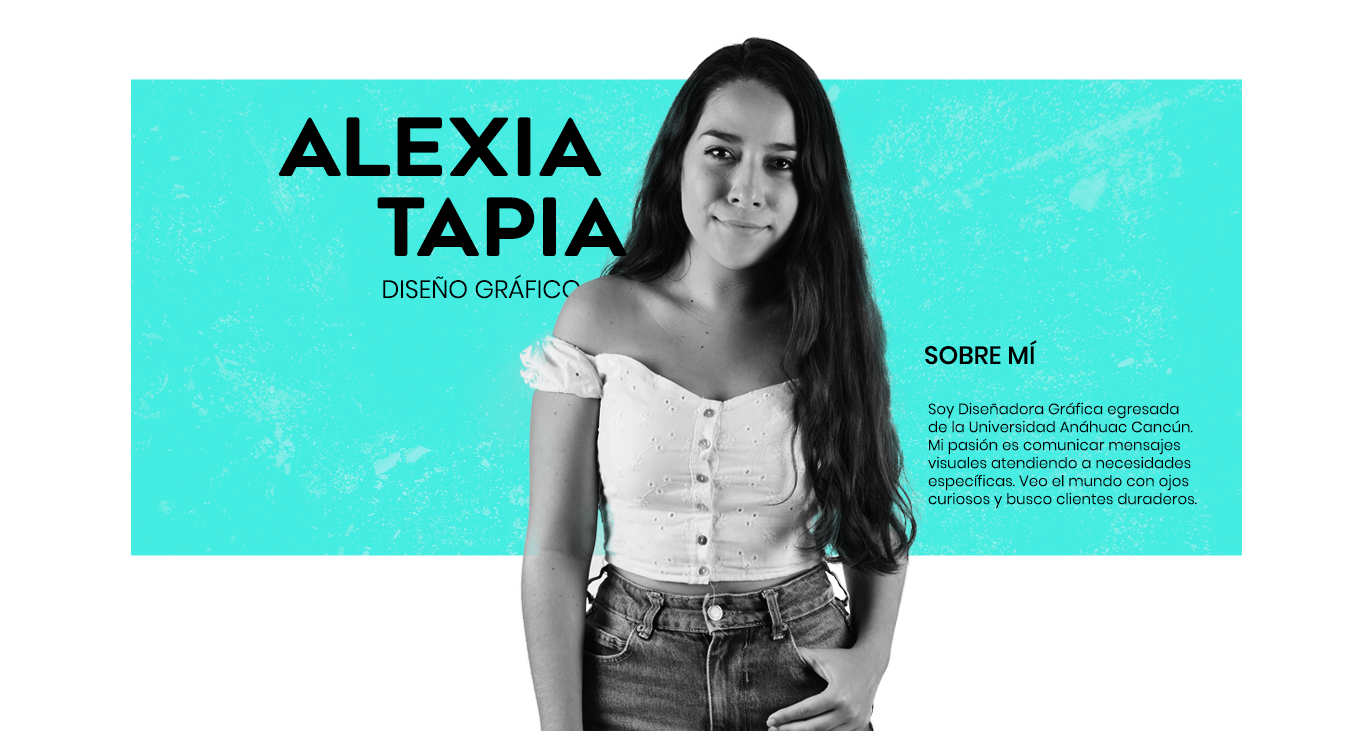 ALEXIA
TAPIA
DISEÑO GRÁFICO
SOBRE MÍ
Soy Diseñadora Gráfica egresada
de la Universidad Anáhuac Cancún.
Mi pasión es comunicar mensajes
visuales atendiendo a necesidades
específicas. Veo el mundo con ojos
curiosos y busco clientes duraderos.